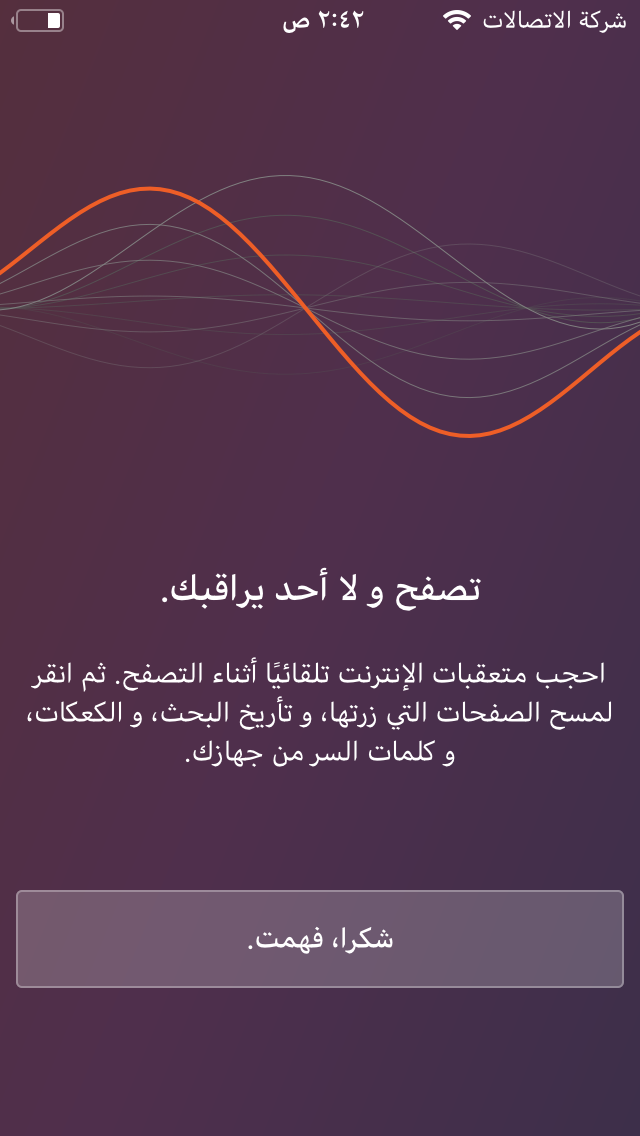 شركة الاتصالات ٢:٤٢ ص
تصفح و لا أحد يراقبك.
احجب متعقبات الإنترنت تلقائيًا أثناء التصفح. ثم انقر
لمسح الصفحات التي زرتها، و تأريخ البحث، و الكعكات،
و كلمات السر من جهازك.
شكرا، فهمت.